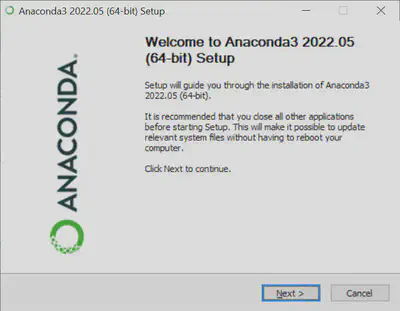 Anaconda3 2022.05 (64-bit) Setup
ANACONDA.
Welcome to Anaconda3 2022.05
(64-bit) Setup
Setup will guide you through the installation of Anaconda3
2022.05 (64-bit).
It is recommended that you close all other applications
before starting Setup. This will make it possible to update
relevant system files without having to reboot your
computer.
Click Next to continue.
Next >
Cancel